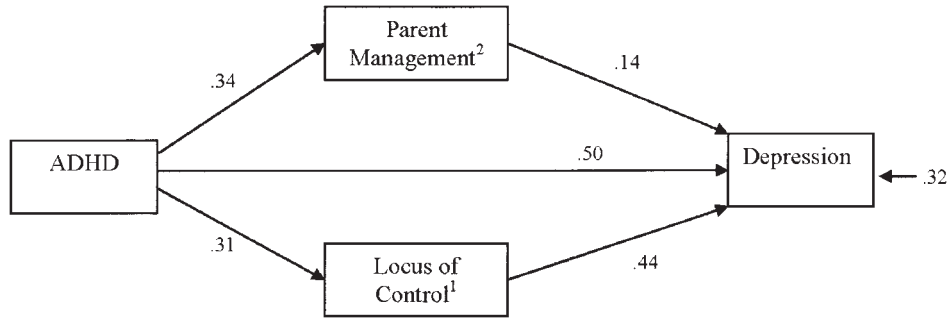 Parent
Management²
.34
.14
ADHD
.50
Depression
.32
.31
Locus of
Control¹
.44